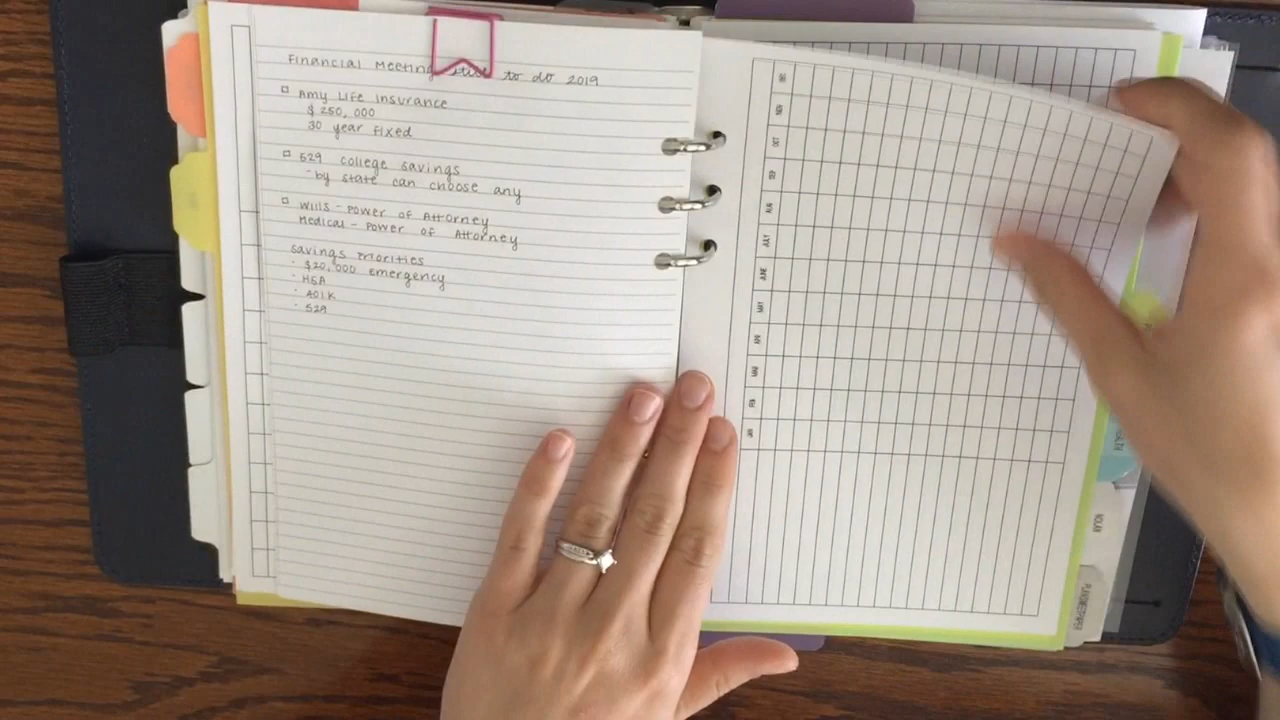 Financial Meeting still to do 2019
Amy Life Insurance
$250,000
30 year fixed
529 college savings
- by state can choose any
Wills - Power of Attorney
Medical - Power of Attorney
Savings Priorities
- $20,000 emergency
- HSA
- 401K
- 529
DEC
NOV
OCT
SEP
AUG
JULY
JUNE
MAY
APR
MAR
FEB
JAN
NOLAN